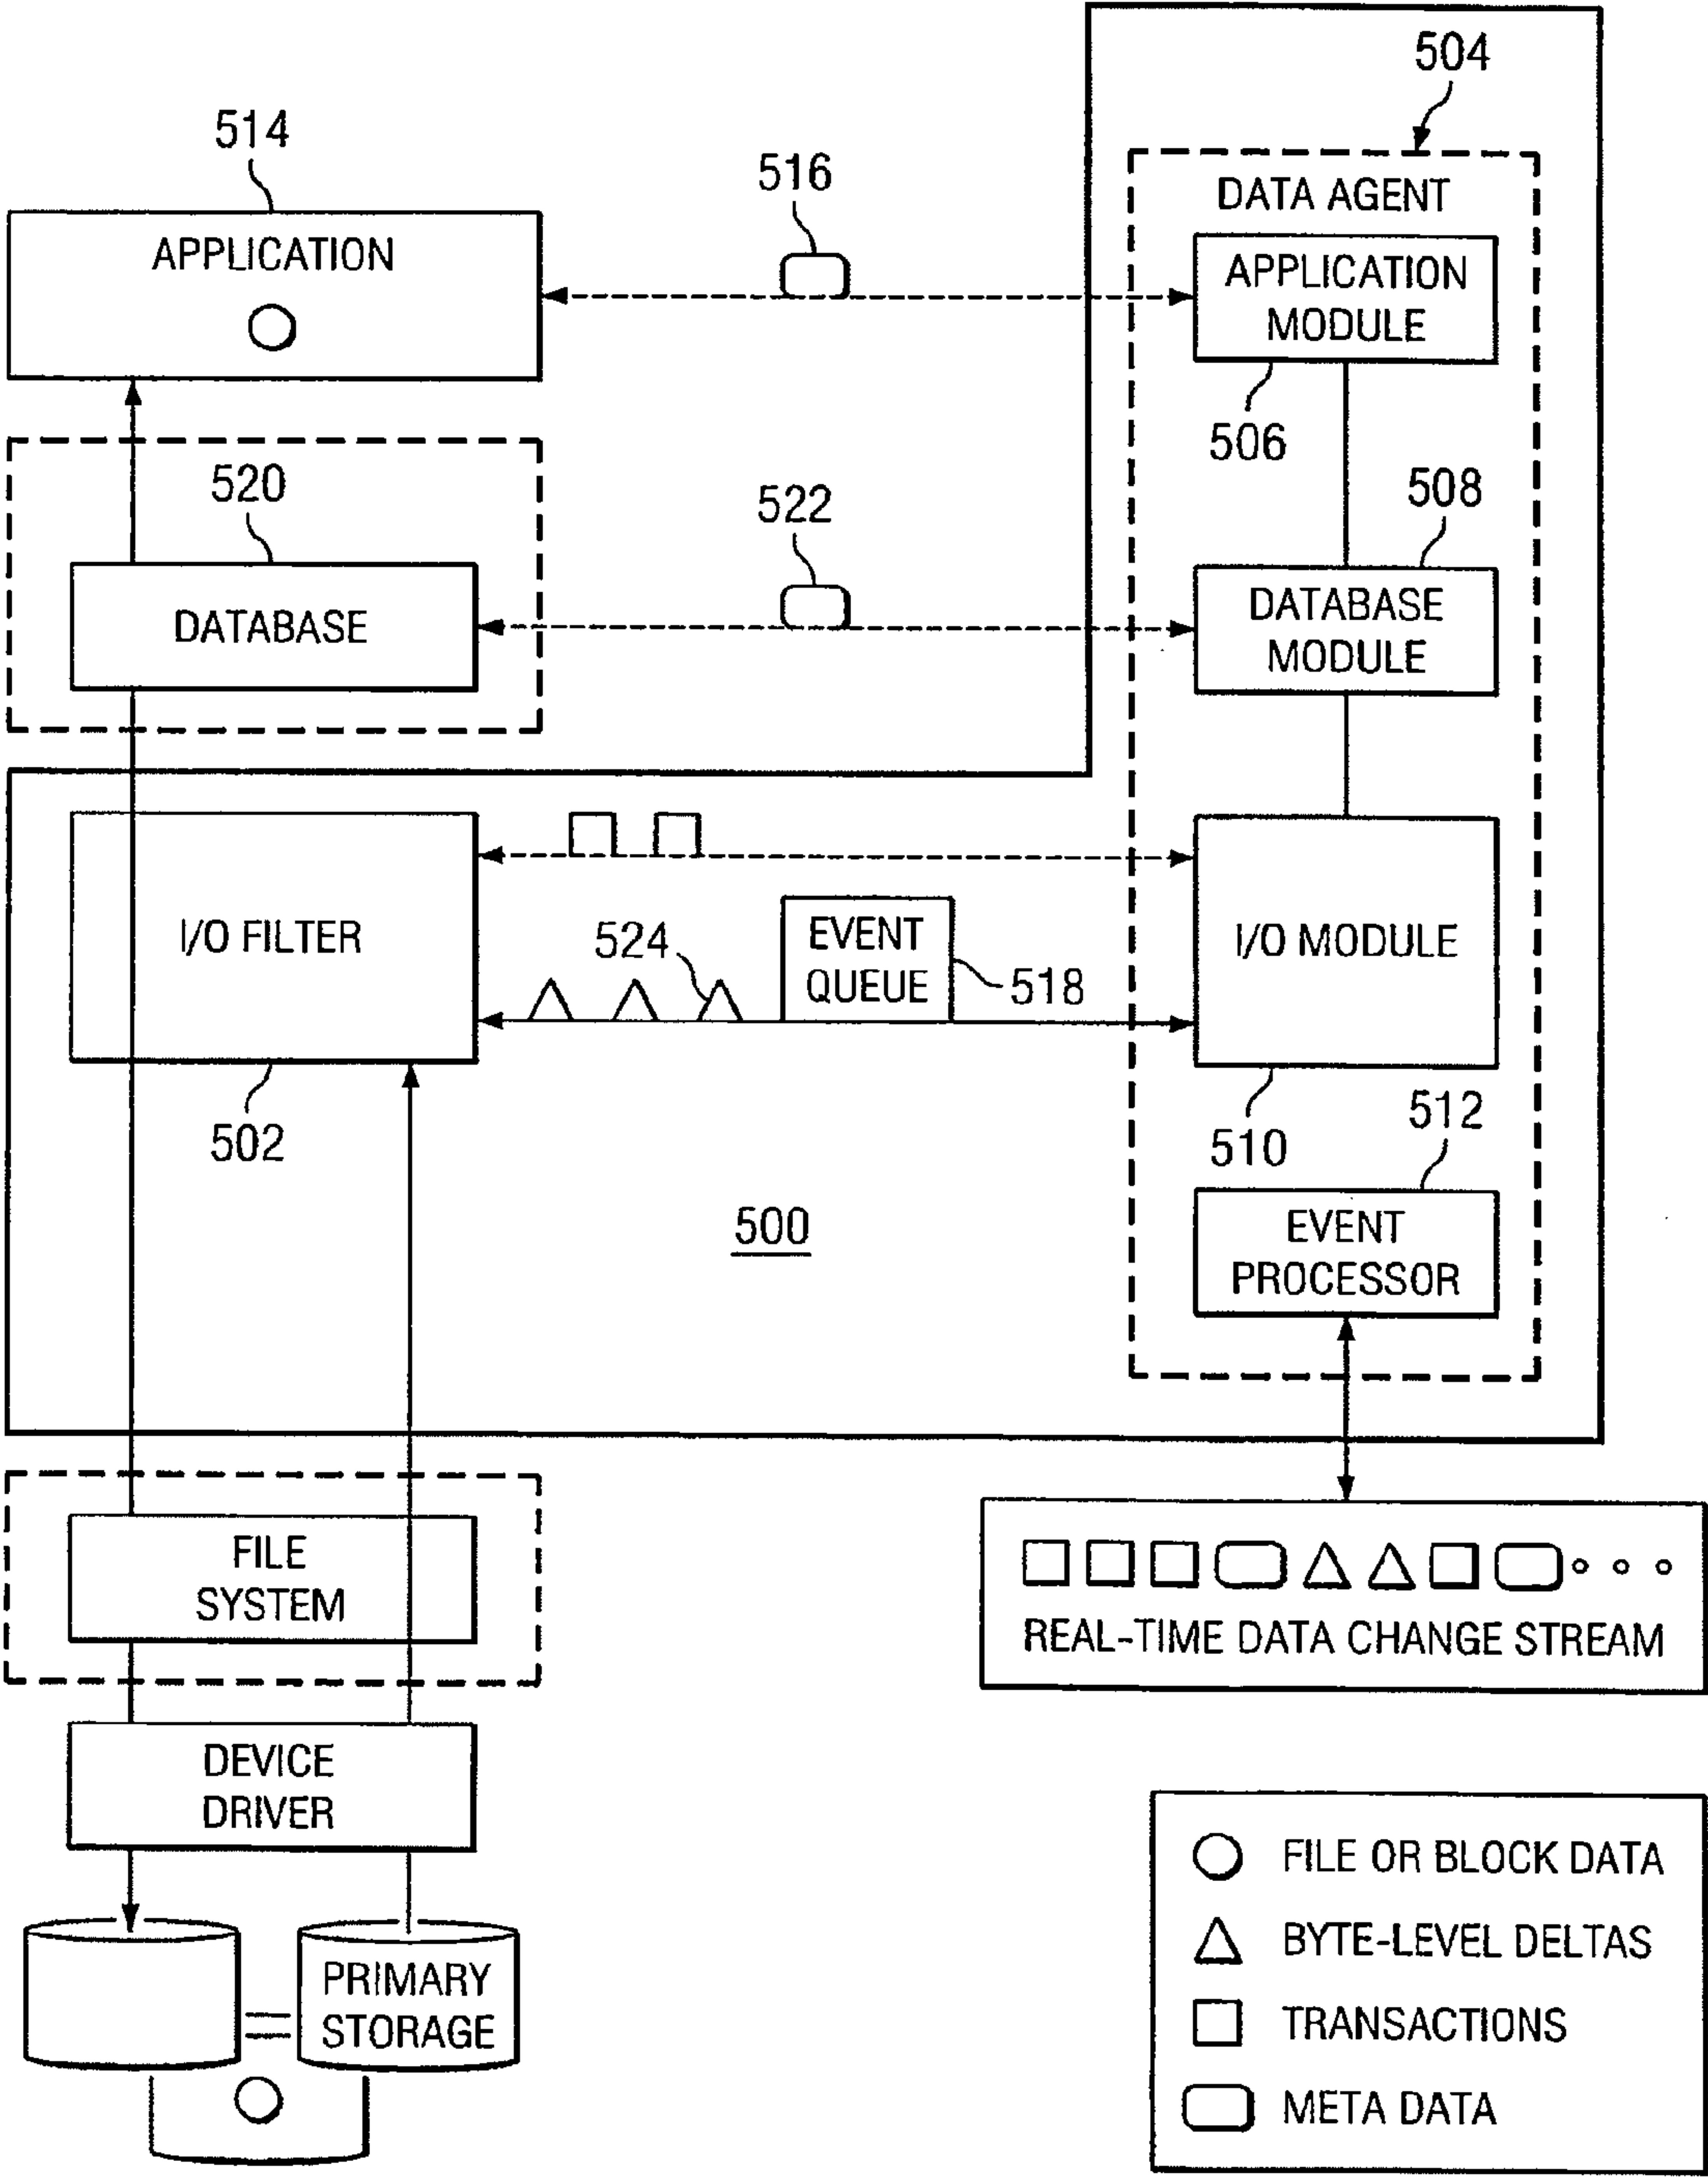 504
514
516
DATA AGENT
APPLICATION
APPLICATION
MODULE
506
520
522
508
DATABASE
DATABASE
MODULE
I/O FILTER
524
EVENT
QUEUE
518
I/O MODULE
502
510
512
500
EVENT
PROCESSOR
FILE
SYSTEM
REAL-TIME DATA CHANGE STREAM
DEVICE
DRIVER
PRIMARY
STORAGE
FILE OR BLOCK DATA
BYTE-LEVEL DELTAS
TRANSACTIONS
META DATA